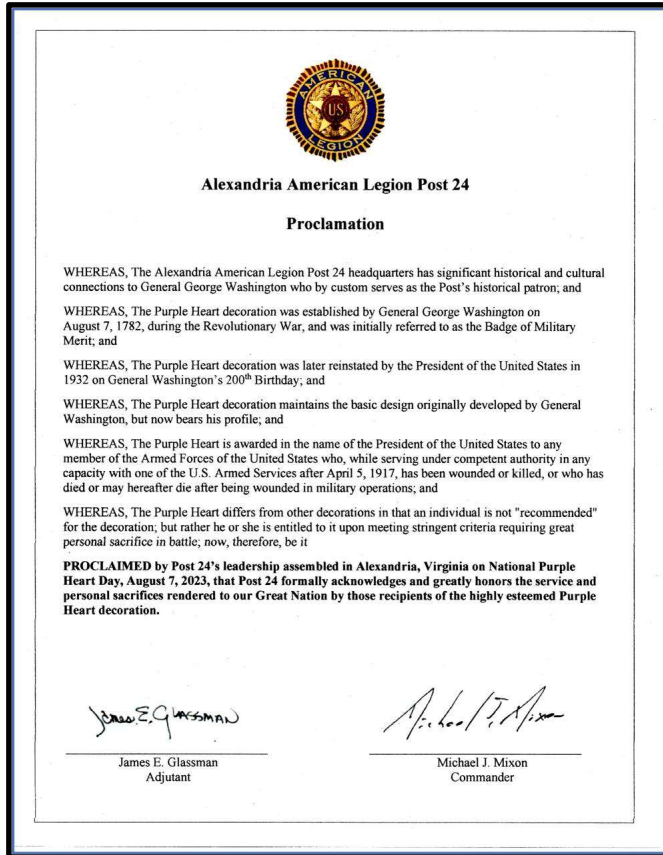 AMERICAN
US
LEGION
Alexandria American Legion Post 24
Proclamation
WHEREAS, The Alexandria American Legion Post 24 headquarters has significant historical and cultural
connections to General George Washington who by custom serves as the Post's historical patron; and
WHEREAS, The Purple Heart decoration was established by General George Washington on
August 7, 1782, during the Revolutionary War, and was initially referred to as the Badge of Military
Merit; and
WHEREAS, The Purple Heart decoration was later reinstated by the President of the United States in
1932 on General Washington's 200th Birthday; and
WHEREAS, The Purple Heart decoration maintains the basic design originally developed by General
Washington, but now bears his profile; and
WHEREAS, The Purple Heart is awarded in the name of the President of the United States to any
member of the Armed Forces of the United States who, while serving under competent authority in any
capacity with one of the U.S. Armed Services after April 5, 1917, has been wounded or killed, or who has
died or may hereafter die after being wounded in military operations; and
WHEREAS, The Purple Heart differs from other decorations in that an individual is not "recommended"
for the decoration; but rather he or she is entitled to it upon meeting stringent criteria requiring great
personal sacrifice in battle; now, therefore, be it
PROCLAIMED by Post 24's leadership assembled in Alexandria, Virginia on National Purple
Heart Day, August 7, 2023, that Post 24 formally acknowledges and greatly honors the service and
personal sacrifices rendered to our Great Nation by those recipients of the highly esteemed Purple
Heart decoration.
James E. Glassman
Michael J. Mixon
James E. Glassman
Adjutant
Michael J. Mixon
Commander